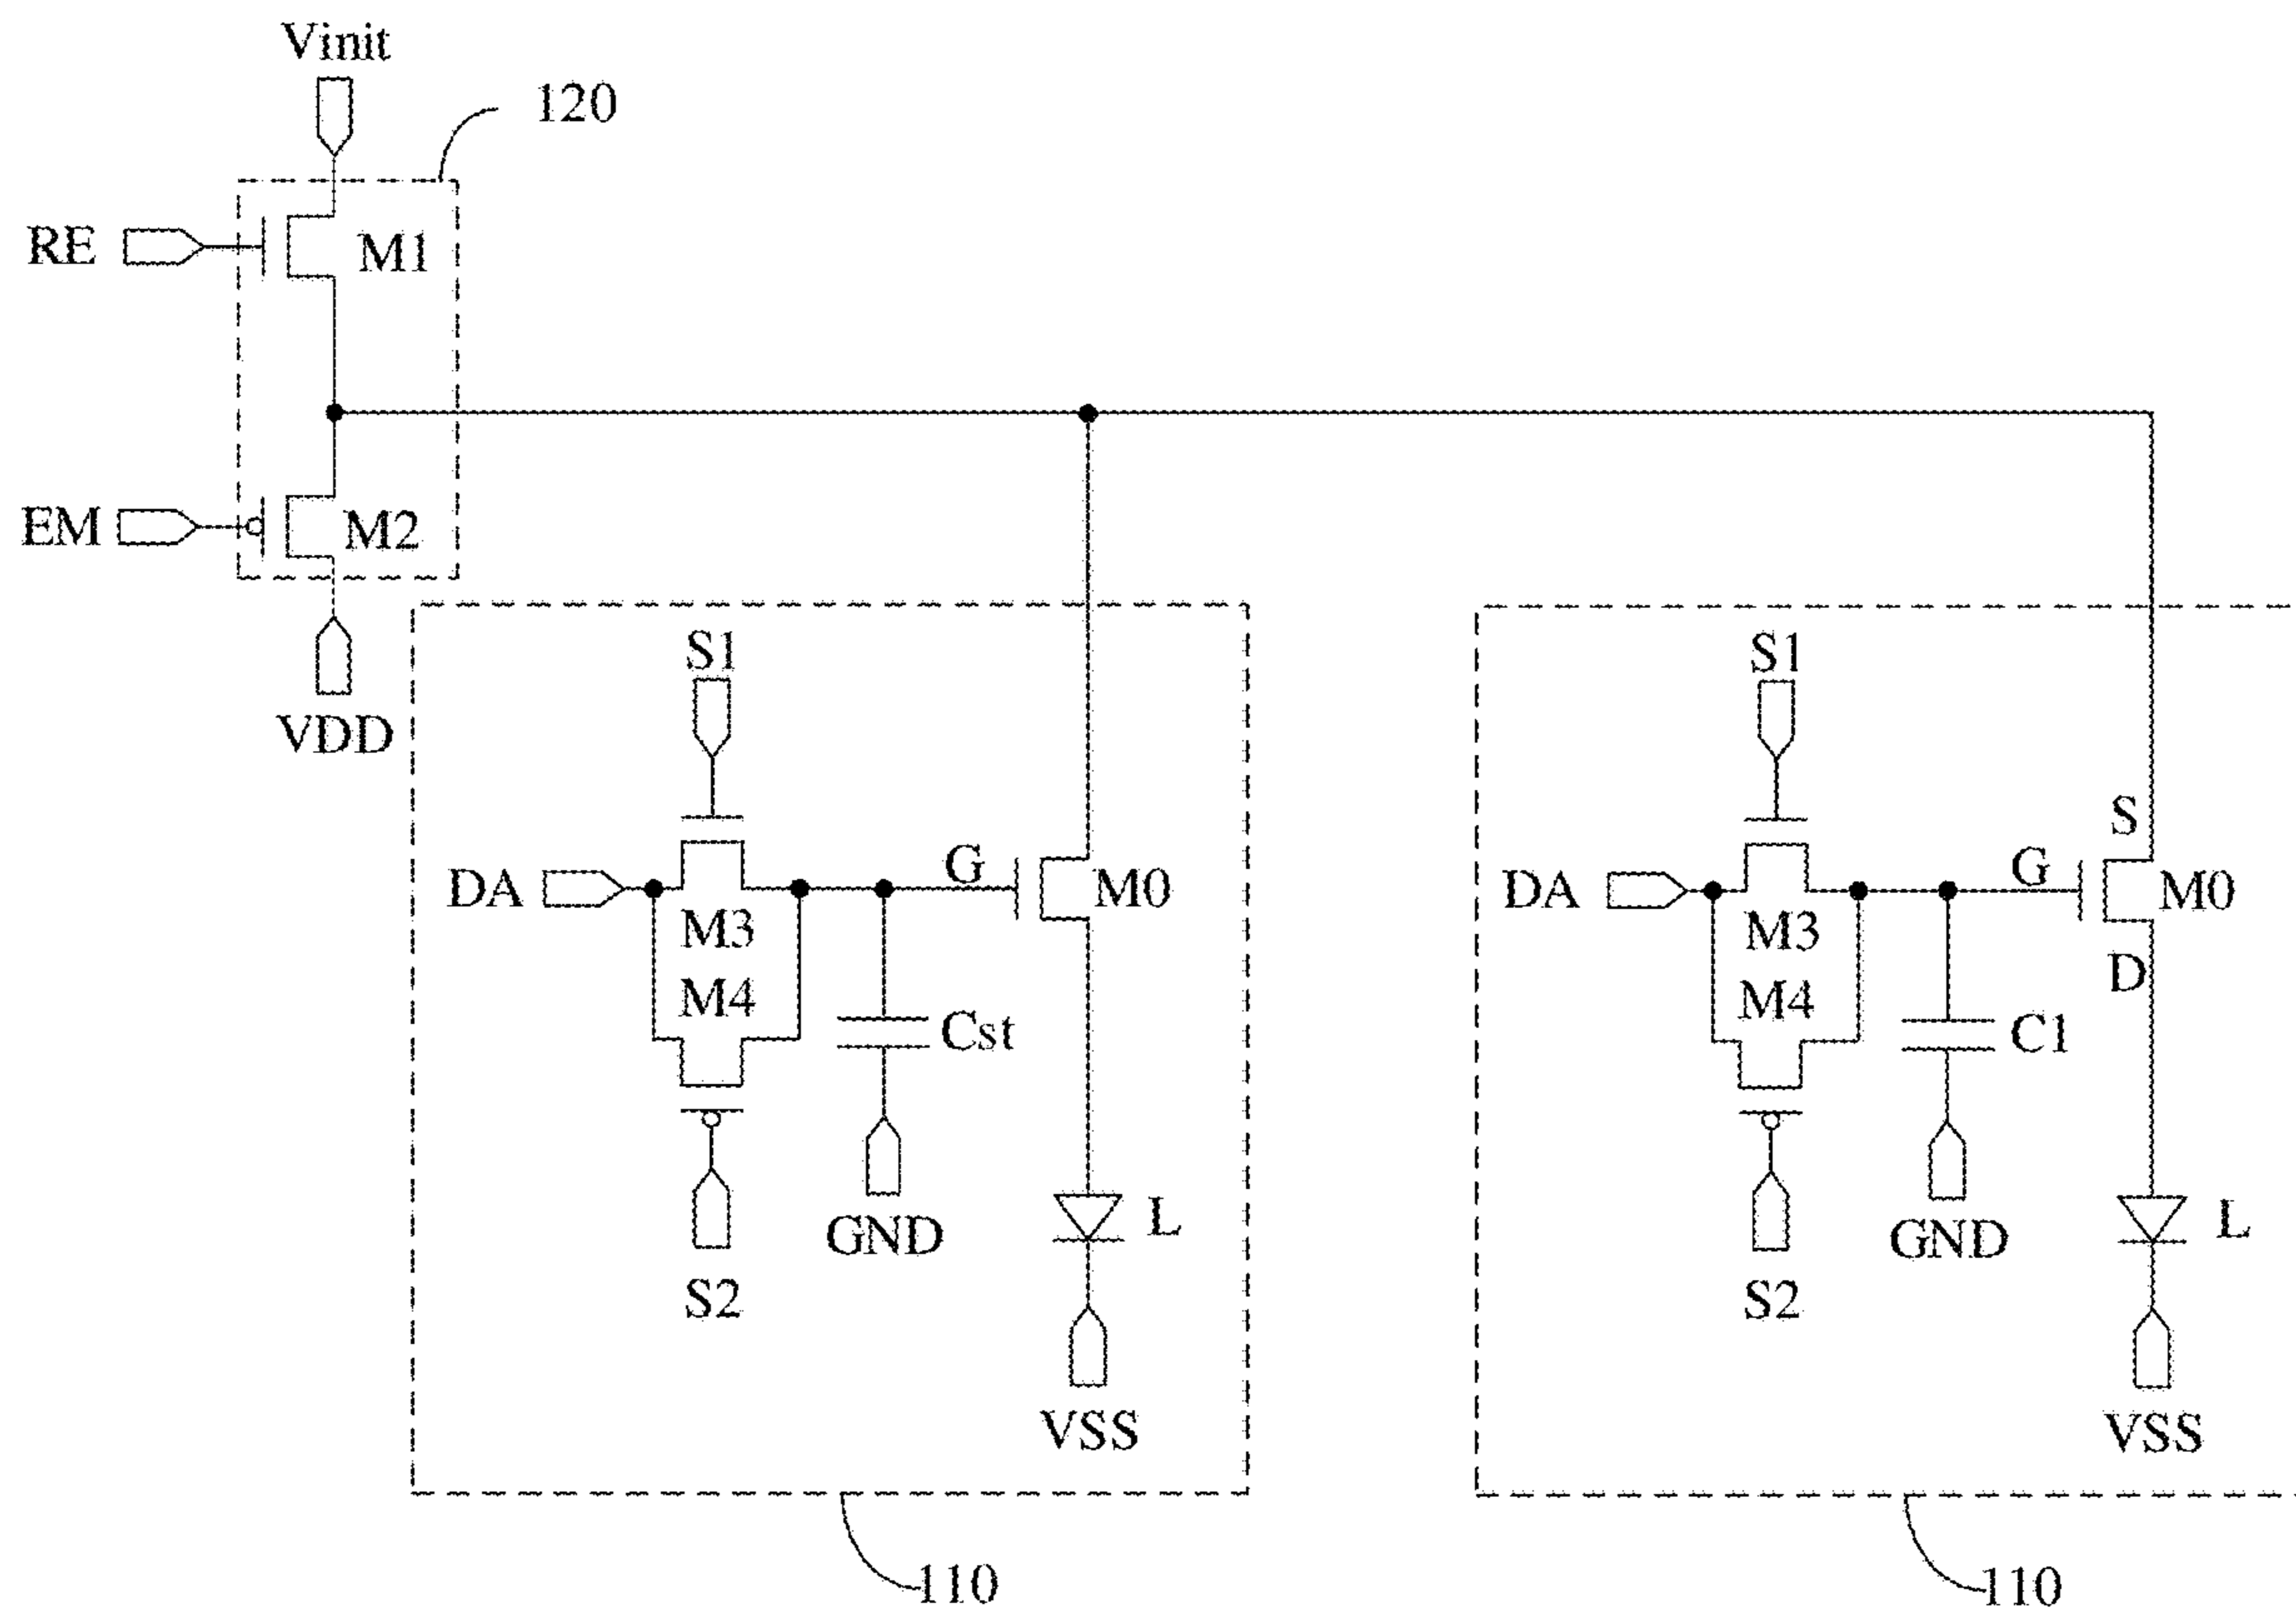 Vinit
120
RE
M1
EM
M2
VDD
S1
DA
M3
M4
G
M0
Cst
GND
S2
L
VSS
110
S1
DA
M3
M4
G
S
M0
D
C1
GND
S2
L
VSS
110